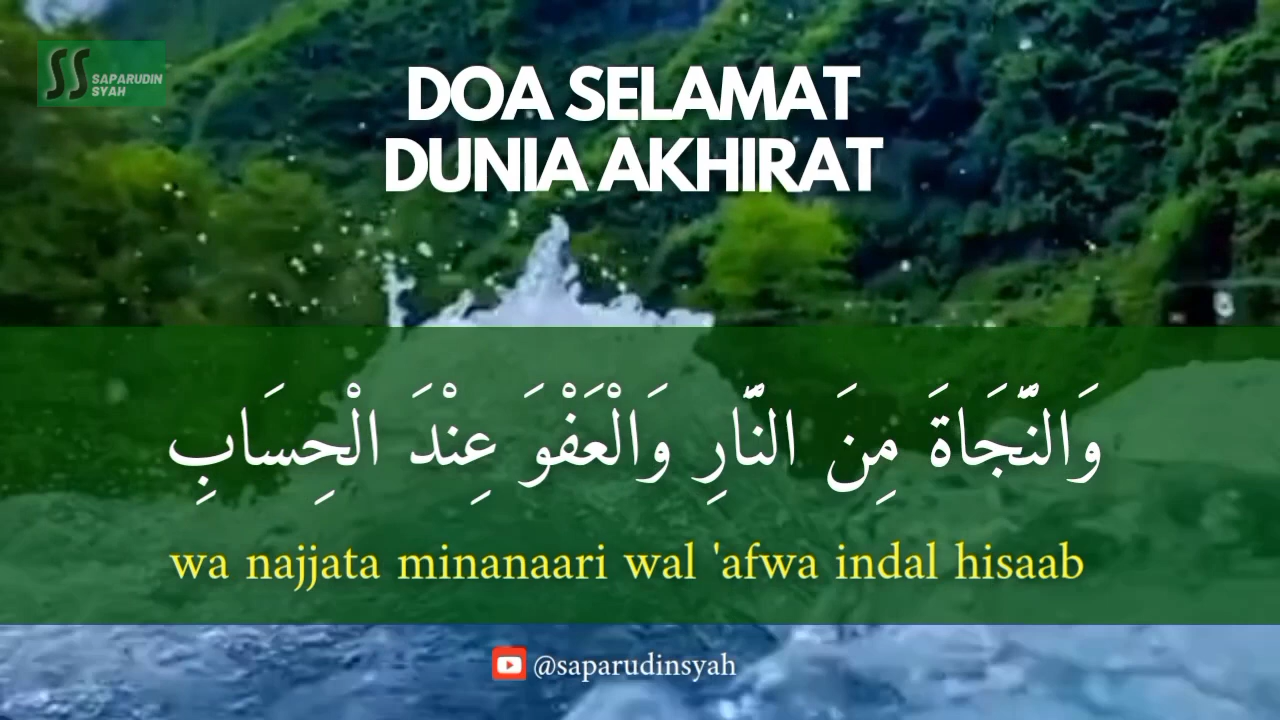 SS SAPARUDIN
SYAH
DOA SELAMAT
DUNIA AKHIRAT
وَالنَّجَاةَ مِنَ النَّارِ وَالْعَفْوَ عِنْدَ الْحِسَابِ
wa najjata minanaari wal 'afwa indal hisaab
@saparudinsyah